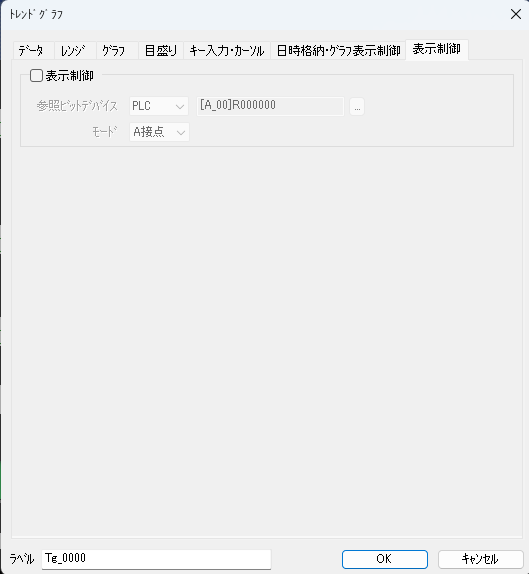 ﾄﾚﾝﾄﾞｸﾞﾗﾌ
ﾃﾞｰﾀ ﾚﾝｼﾞ ｸﾞﾗﾌ 目盛り ｷｰ入力･ｶｰｿﾙ 日時格納･ｸﾞﾗﾌ表示制御 表示制御
表示制御
参照ﾋﾞｯﾄﾃﾞﾊﾞｲｽ PLC [A_00]R000000 ...
ﾓｰﾄﾞ A接点
ﾗﾍﾞﾙ Tg_0000 OK ｷｬﾝｾﾙ